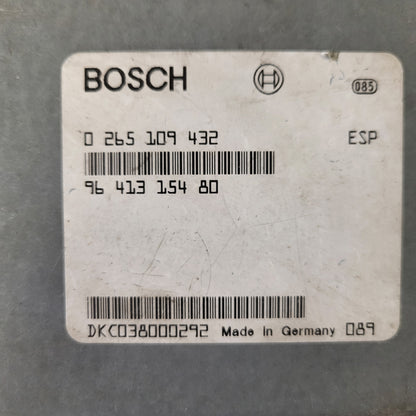 BOSCH 085
0 265 109 432 ESP
96 413 154 80
DKC038000292 Made in Germany 089